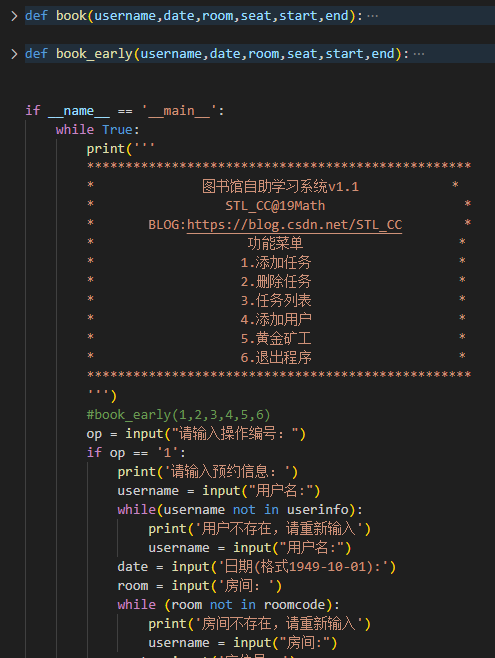 def book(username,date,room,seat,start,end):…
def book_early(username,date,room,seat,start,end):…
if __name__ == '__main__':
while True:
print('''
**************************************************
* 图书馆自助学习系统v1.1 *
* STL_CC@19Math *
* BLOG:https://blog.csdn.net/STL_CC *
* 功能菜单 *
* 1.添加任务 *
* 2.删除任务 *
* 3.任务列表 *
* 4.添加用户 *
* 5.黄金矿工 *
* 6.退出程序 *
**************************************************
''')
#book_early(1,2,3,4,5,6)
op = input("请输入操作编号：")
if op == '1':
print('请输入预约信息：')
username = input("用户名:")
while(username not in userinfo):
print('用户不存在，请重新输入')
username = input("用户名:")
date = input('日期(格式1949-10-01):')
room = input('房间：')
while (room not in roomcode):
print('房间不存在，请重新输入')
username = input("房间:")